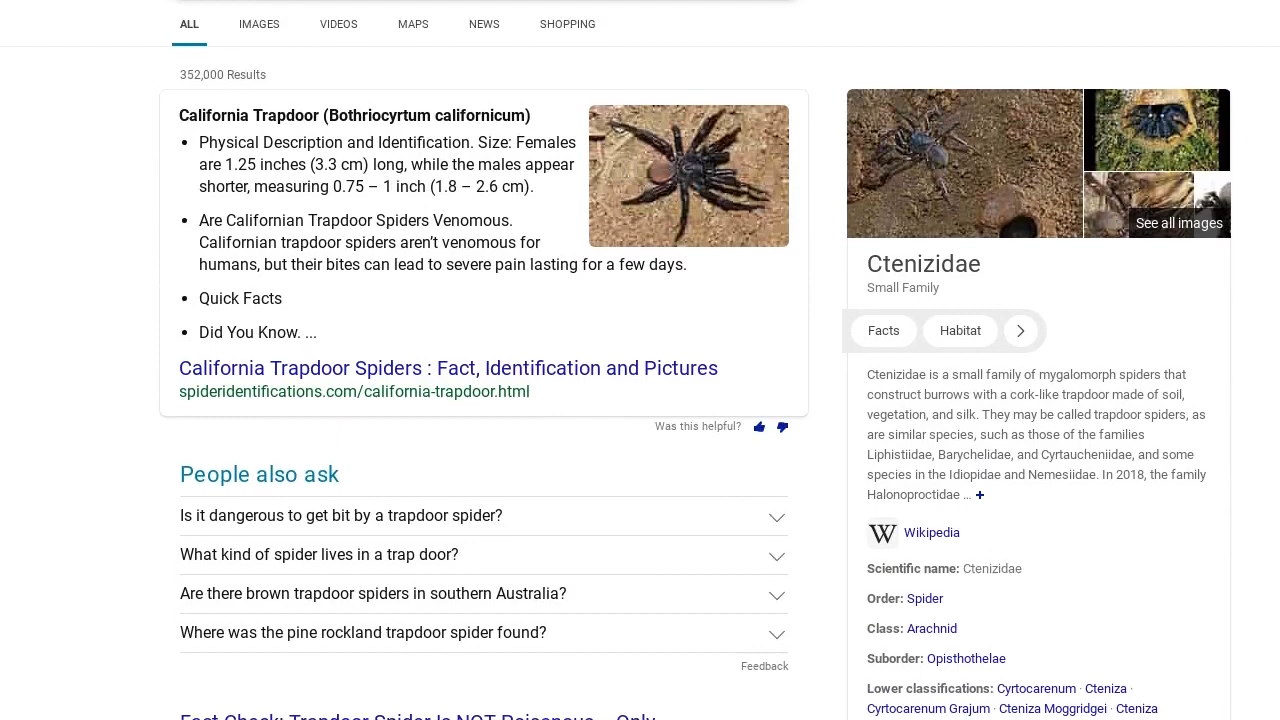 ALL IMAGES VIDEOS MAPS NEWS SHOPPING
352,000 Results
California Trapdoor (Bothriocyrtum californicum)
• Physical Description and Identification. Size: Females
are 1.25 inches (3.3 cm) long, while the males appear
shorter, measuring 0.75 – 1 inch (1.8 – 2.6 cm).
• Are Californian Trapdoor Spiders Venomous.
Californian trapdoor spiders aren’t venomous for
humans, but their bites can lead to severe pain lasting for a few days.
• Quick Facts
• Did You Know. ...
California Trapdoor Spiders : Fact, Identification and Pictures
spideridentifications.com/california-trapdoor.html
Was this helpful?
People also ask
Is it dangerous to get bit by a trapdoor spider?
What kind of spider lives in a trap door?
Are there brown trapdoor spiders in southern Australia?
Where was the pine rockland trapdoor spider found?
Feedback
Fact Check: Trapdoor Spider Is NOT Poisonous -- Only
See all images
Ctenizidae
Small Family
Facts Habitat
Ctenizidae is a small family of mygalomorph spiders that
construct burrows with a cork-like trapdoor made of soil,
vegetation, and silk. They may be called trapdoor spiders, as
are similar species, such as those of the families
Liphistiidae, Barychelidae, and Cyrtaucheniidae, and some
species in the Idiopidae and Nemesiidae. In 2018, the family
Halonoproctidae … +
W Wikipedia
Scientific name: Ctenizidae
Order: Spider
Class: Arachnid
Suborder: Opisthothelae
Lower classifications: Cyrtocarenum · Cteniza ·
Cyrtocarenum Grajum · Cteniza Moggridgei · Cteniza